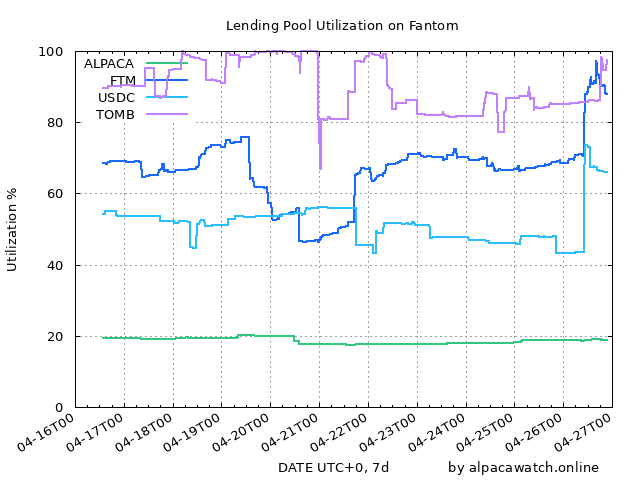 Lending Pool Utilization on Fantom
Utilization %
100
80
60
40
20
0
ALPACA
FTM
USDC
TOMB
04-16T00
04-17T00
04-18T00
04-19T00
04-20T00
04-21T00
04-22T00
04-23T00
04-24T00
04-25T00
04-26T00
04-27T00
DATE UTC+0, 7d
by alpacawatch.online